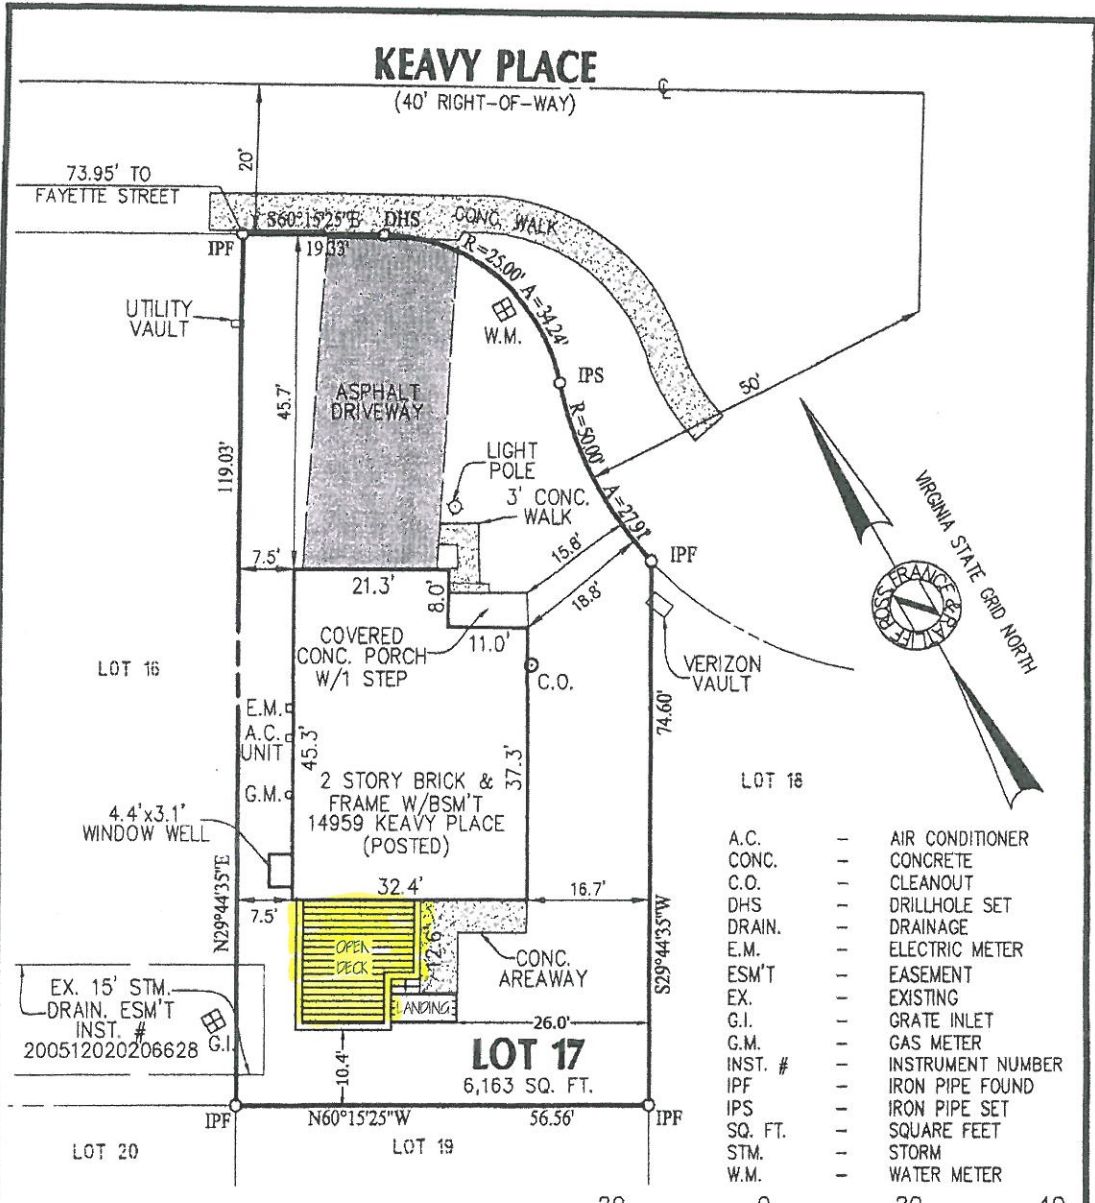 KEAVY PLACE
(40' RIGHT-OF-WAY)
℄
20'
73.95' TO
FAYETTE STREET
S60°15'25"E
DHS
CONC. WALK
IPF
19.33'
R=25.00' A=34.24'
UTILITY
VAULT
W.M.
IPS
50'
ASPHALT
DRIVEWAY
45.7'
R=50.00' A=27.91'
119.03'
LIGHT
POLE
3' CONC.
WALK
VIRGINIA STATE GRID NORTH
ROSS, FRANCE & RATLIFF
7.5'
15.8'
IPF
21.3'
8.0'
18.8'
COVERED
CONC. PORCH
W/1 STEP
11.0'
LOT 16
C.O.
VERIZON
VAULT
E.M.
A.C.
UNIT
45.3'
37.3'
74.60'
G.M.
2 STORY BRICK &
FRAME W/BSM'T
14959 KEAVY PLACE
(POSTED)
LOT 18
4.4'x3.1'
WINDOW WELL
32.4'
16.7'
7.5'
N29°44'35"E
S29°44'35"W
OPEN
DECK
12.6'
CONC.
AREAWAY
EX. 15' STM.
DRAIN. ESM'T
INST. #
200512020206628
G.I.
LANDING
26.0'
10.4'
LOT 17
6,163 SQ. FT.
IPF
N60°15'25"W
56.56'
IPF
LOT 20
LOT 19
A.C. - AIR CONDITIONER
CONC. - CONCRETE
C.O. - CLEANOUT
DHS - DRILLHOLE SET
DRAIN. - DRAINAGE
E.M. - ELECTRIC METER
ESM'T - EASEMENT
EX. - EXISTING
G.I. - GRATE INLET
G.M. - GAS METER
INST. # - INSTRUMENT NUMBER
IPF - IRON PIPE FOUND
IPS - IRON PIPE SET
SQ. FT. - SQUARE FEET
STM. - STORM
W.M. - WATER METER